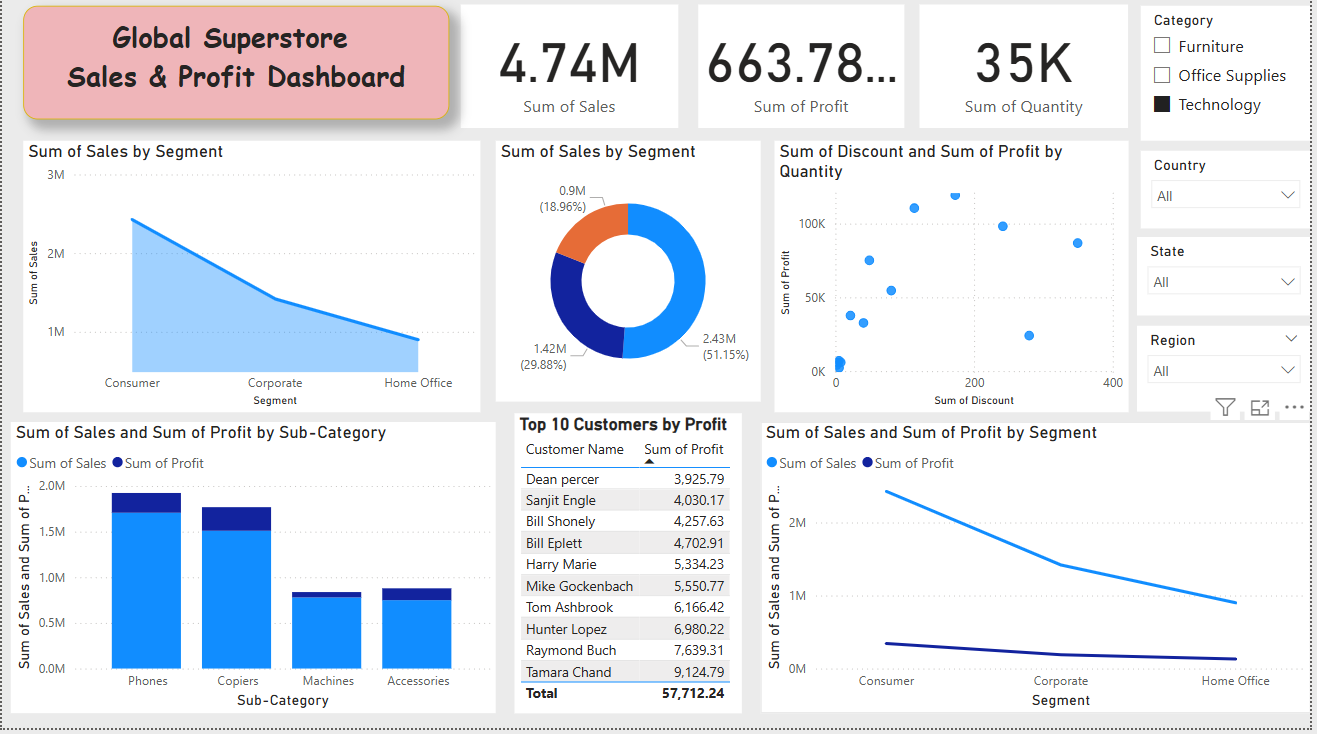 Global Superstore
Sales & Profit Dashboard
4.74M
Sum of Sales
663.78...
Sum of Profit
35K
Sum of Quantity
Category
Furniture
Office Supplies
Technology
Country
All
State
All
Region
All
Sum of Sales by Segment
Sum of Sales
3M
2M
1M
Consumer
Corporate
Home Office
Segment
Sum of Sales by Segment
0.9M
(18.96%)
1.42M
(29.88%)
2.43M
(51.15%)
Sum of Discount and Sum of Profit by
Quantity
Sum of Profit
100K
50K
0K
0
200
400
Sum of Discount
Sum of Sales and Sum of Profit by Sub-Category
Sum of Sales Sum of Profit
Sum of Sales and Sum of P...
2.0M
1.5M
1.0M
0.5M
0.0M
Phones
Copiers
Machines
Accessories
Sub-Category
Top 10 Customers by Profit
Customer Name Sum of Profit
Dean percer 3,925.79
Sanjit Engle 4,030.17
Bill Shonely 4,257.63
Bill Eplett 4,702.91
Harry Marie 5,334.23
Mike Gockenbach 5,550.77
Tom Ashbrook 6,166.42
Hunter Lopez 6,980.22
Raymond Buch 7,639.31
Tamara Chand 9,124.79
Total 57,712.24
Sum of Sales and Sum of Profit by Segment
Sum of Sales Sum of Profit
Sum of Sales and Sum of P...
2M
1M
0M
Consumer
Corporate
Home Office
Segment